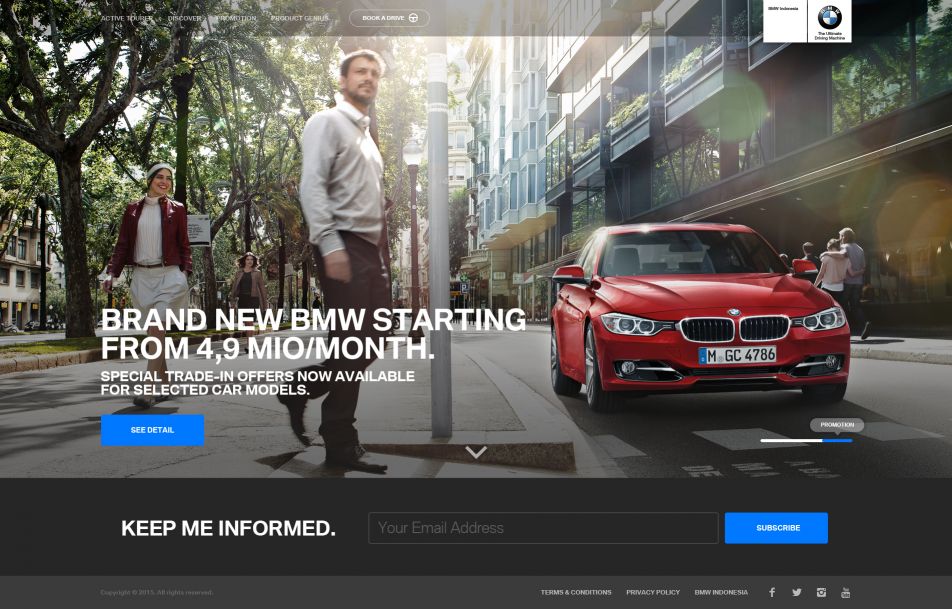 ACTIVE TOURER
DISCOVER
PROMOTION
PRODUCT GENIUS
BOOK A DRIVE
BMW Indonesia
The Ultimate
Driving Machine
BRAND NEW BMW STARTING
FROM 4,9 MIO/MONTH.
SPECIAL TRADE-IN OFFERS NOW AVAILABLE
FOR SELECTED CAR MODELS.
M GC 4786
SEE DETAIL
PROMOTION
KEEP ME INFORMED.
Your Email Address
SUBSCRIBE
Copyright © 2015. All rights reserved.
TERMS & CONDITIONS
PRIVACY POLICY
BMW INDONESIA